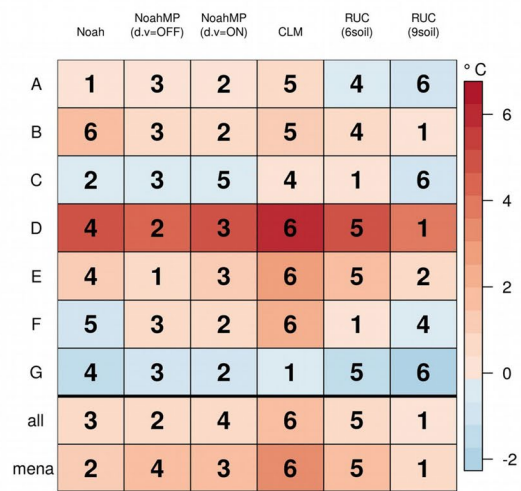 Noah NoahMP (d.v=OFF) NoahMP (d.v=ON) CLM RUC (6soil) RUC (9soil)
° C
A 1 3 2 5 4 6
B 6 3 2 5 4 1
C 2 3 5 4 1 6
D 4 2 3 6 5 1
E 4 1 3 6 5 2
F 5 3 2 6 1 4
G 4 3 2 1 5 6
all 3 2 4 6 5 1
mena 2 4 3 6 5 1
6
4
2
0
-2